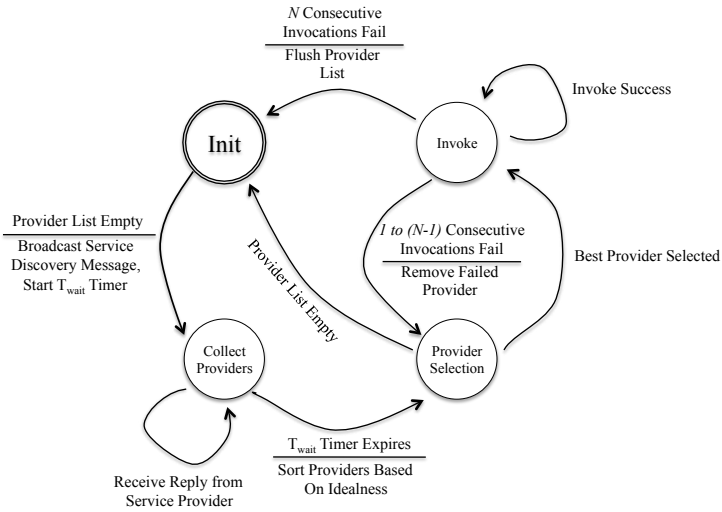 N Consecutive
Invocations Fail
Flush Provider
List
Invoke Success
Init
Invoke
Provider List Empty
Broadcast Service
Discovery Message,
Start Twait Timer
Provider List Empty
1 to (N-1) Consecutive
Invocations Fail
Remove Failed
Provider
Best Provider Selected
Collect
Providers
Provider
Selection
Twait Timer Expires
Sort Providers Based
On Idealness
Receive Reply from
Service Provider